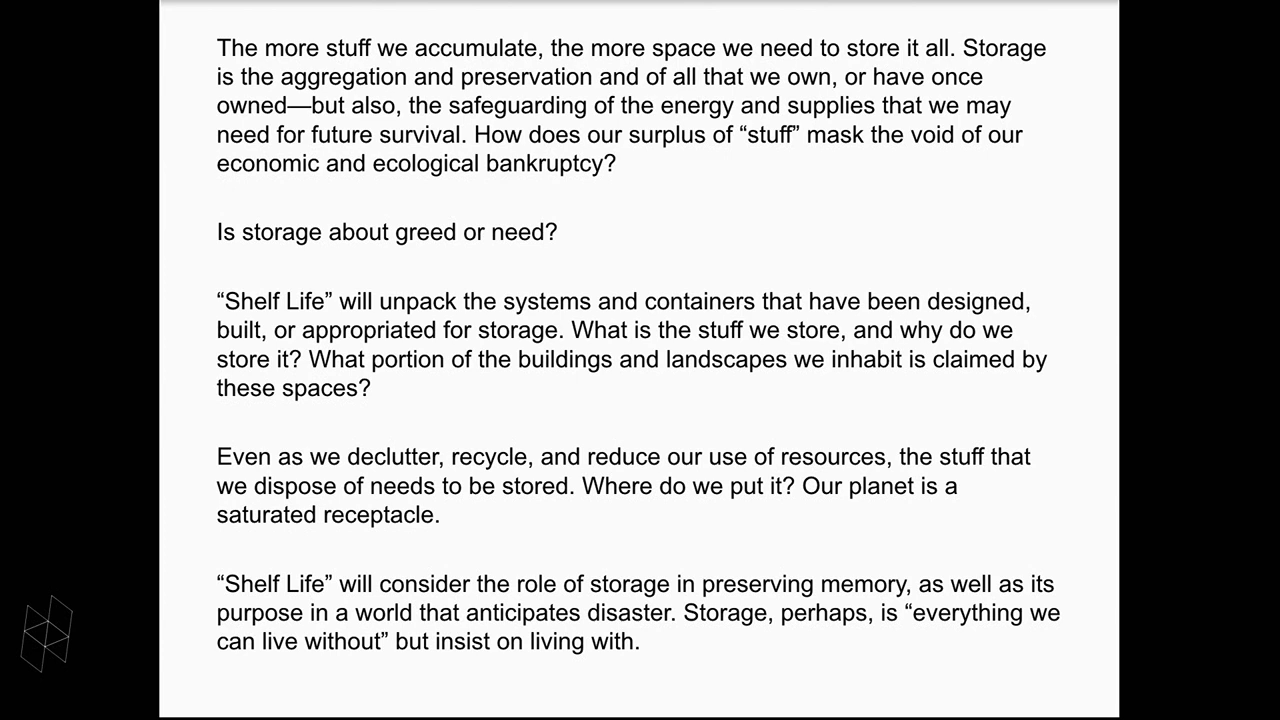 The more stuff we accumulate, the more space we need to store it all. Storage
is the aggregation and preservation and of all that we own, or have once
owned—but also, the safeguarding of the energy and supplies that we may
need for future survival. How does our surplus of “stuff” mask the void of our
economic and ecological bankruptcy?
Is storage about greed or need?
“Shelf Life” will unpack the systems and containers that have been designed,
built, or appropriated for storage. What is the stuff we store, and why do we
store it? What portion of the buildings and landscapes we inhabit is claimed by
these spaces?
Even as we declutter, recycle, and reduce our use of resources, the stuff that
we dispose of needs to be stored. Where do we put it? Our planet is a
saturated receptacle.
“Shelf Life” will consider the role of storage in preserving memory, as well as its
purpose in a world that anticipates disaster. Storage, perhaps, is “everything we
can live without” but insist on living with.